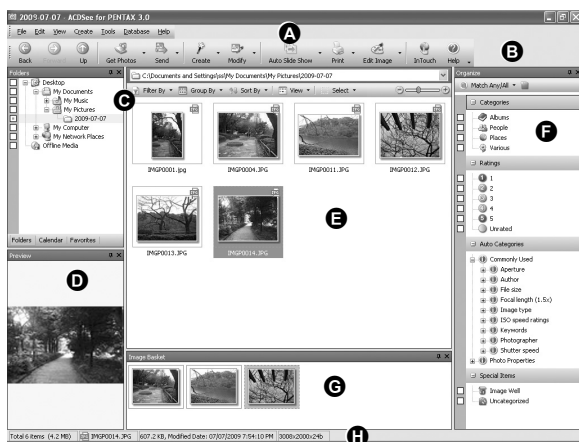 2009-07-07 - ACDSee for PENTAX 3.0
File Edit View Create Tools Database Help
A
B
Back Forward Up Get Photos Send Create Modify Auto Slide Show Print Edit Image InTouch Help
Folders
Desktop
My Documents
My Music
My Pictures
2009-07-07
My Computer
My Network Places
Offline Media
Folders Calendar Favorites
C
C:\Documents and Settings\ss\My Documents\My Pictures\2009-07-07
Filter By Group By Sort By View Select
IMGP0001.jpg IMGP0004.JPG IMGP0011.JPG IMGP0012.JPG
IMGP0013.JPG IMGP0014.JPG
E
Preview
D
Image Basket
G
Organize
Match Any/All
Categories
Albums
People
Places
Various
F
Ratings
1
2
3
4
5
Unrated
Auto Categories
Commonly Used
Aperture
Author
File size
Focal length (1.5x)
Image type
ISO speed ratings
Keywords
Photographer
Shutter speed
Photo Properties
Special Items
Image Well
Uncategorized
Total 6 items (4.2 MB) IMGP0014.JPG 607.2 KB, Modified Date: 07/07/2009 7:54:10 PM 3008x2000x24b
H